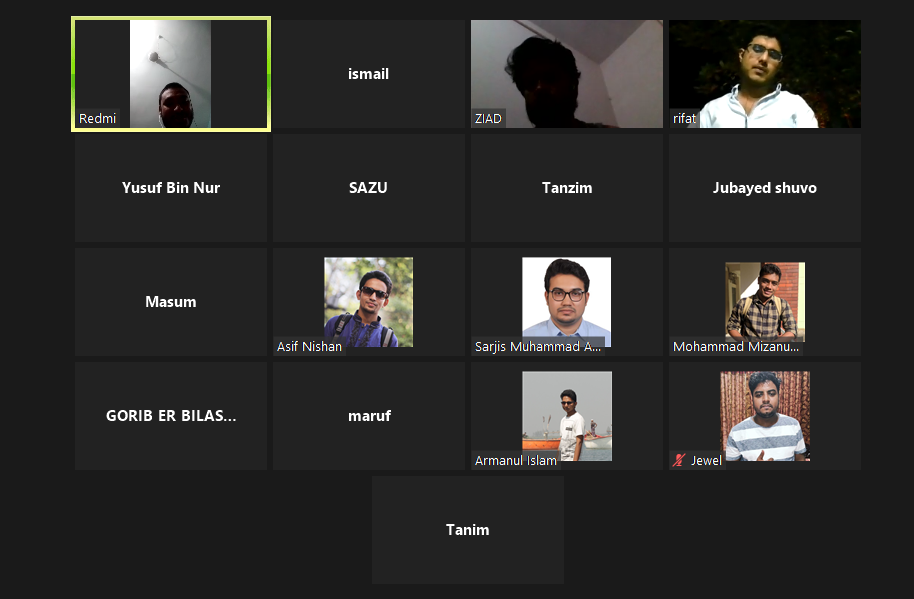 Redmi
ismail
ZIAD
rifat
Yusuf Bin Nur
SAZU
Tanzim
Jubayed shuvo
Masum
Asif Nishan
Sarjis Muhammad A...
Mohammad Mizanu...
GORIB ER BILAS...
maruf
Armanul Islam
Jewel
Tanim